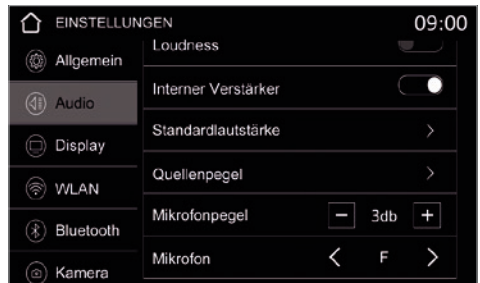 EINSTELLUNGEN 09:00
Allgemein
Audio
Display
WLAN
Bluetooth
Kamera
Loudness
Interner Verstärker
Standardlautstärke >
Quellenpegel >
Mikrofonpegel − 3db +
Mikrofon < F >